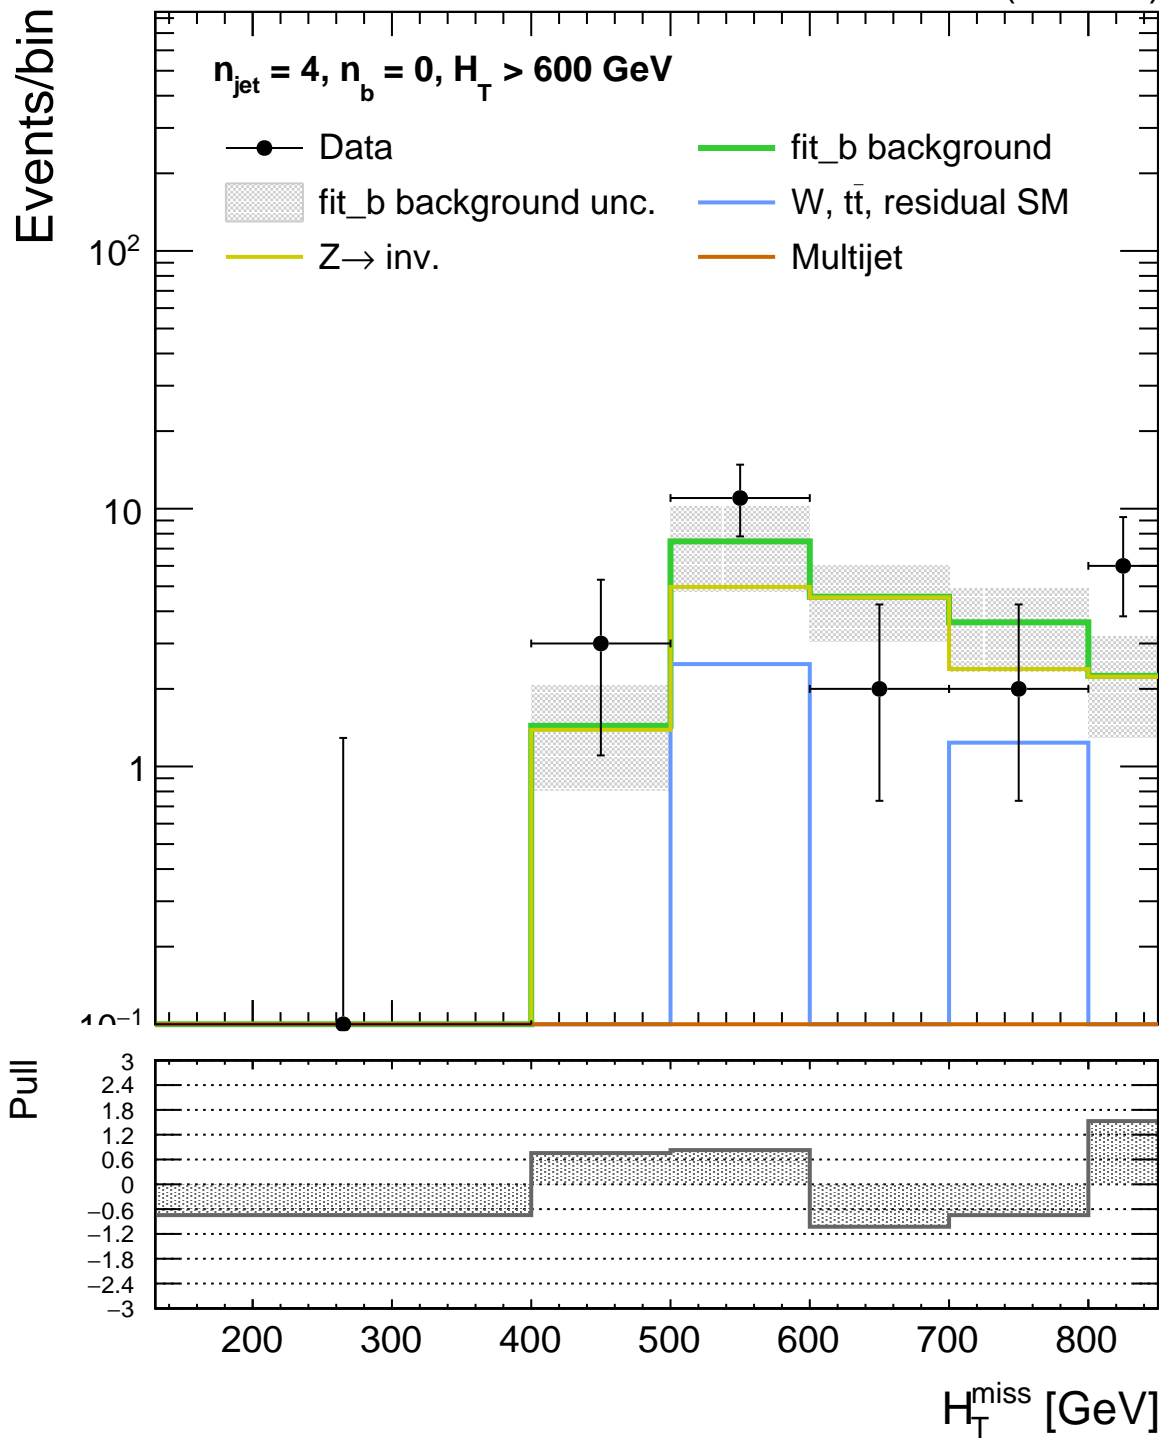 n_jet = 4, n_b = 0, H_T > 600 GeV
Data
fit_b background
fit_b background unc.
W, tt̄, residual SM
Z→ inv.
Multijet
Events/bin
10²
10
1
10⁻¹
Pull
3
2.4
1.8
1.2
0.6
0
−0.6
−1.2
−1.8
−2.4
−3
200 300 400 500 600 700 800
H_T^miss [GeV]